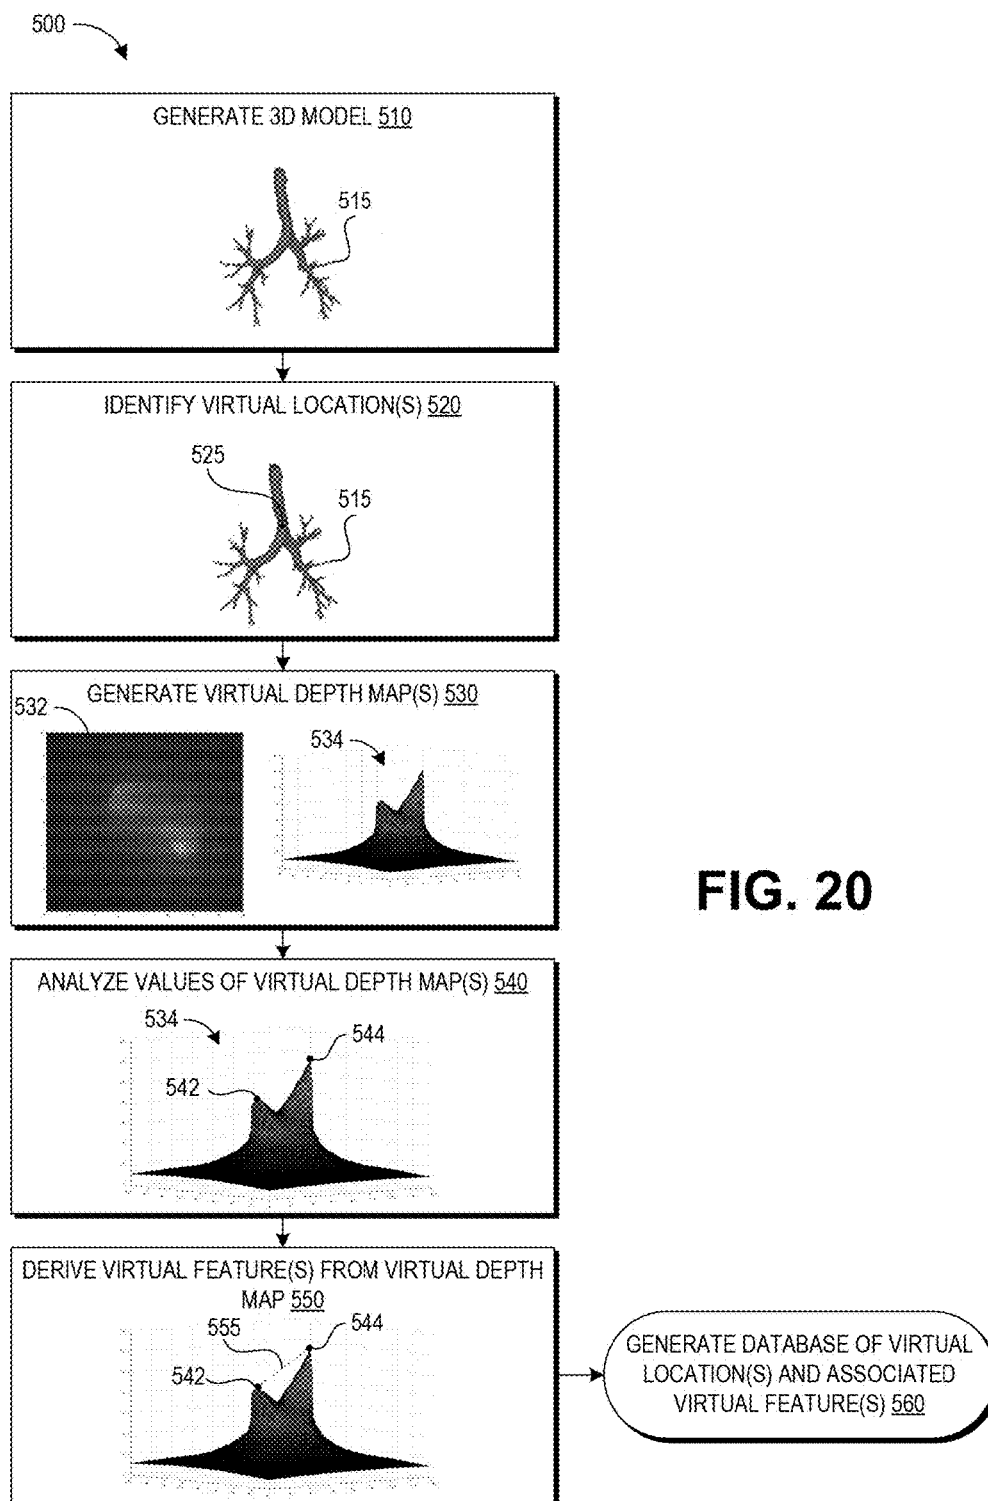 500
GENERATE 3D MODEL 510
515
IDENTIFY VIRTUAL LOCATION(S) 520
525
515
GENERATE VIRTUAL DEPTH MAP(S) 530
532
534
FIG. 20
ANALYZE VALUES OF VIRTUAL DEPTH MAP(S) 540
534
544
542
DERIVE VIRTUAL FEATURE(S) FROM VIRTUAL DEPTH
MAP 550
555
544
542
GENERATE DATABASE OF VIRTUAL
LOCATION(S) AND ASSOCIATED
VIRTUAL FEATURE(S) 560